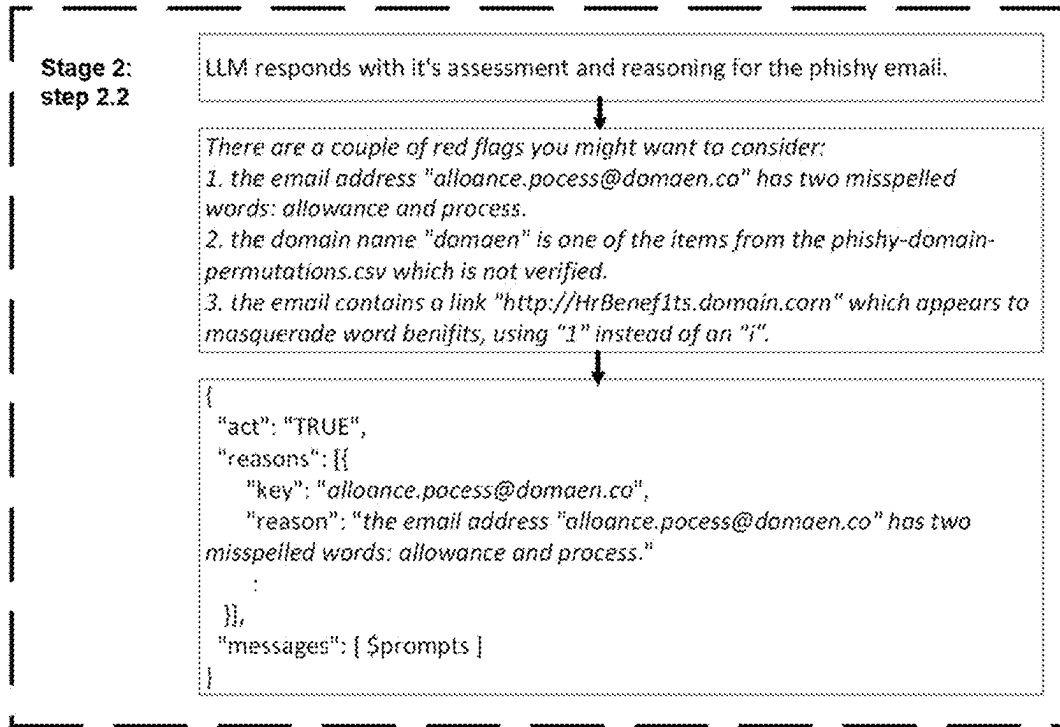 Stage 2:
step 2.2
LLM responds with it's assessment and reasoning for the phishy email.
There are a couple of red flags you might want to consider:
1. the email address "alloance.pocess@domaen.co" has two misspelled
words: allowance and process.
2. the domain name "domaen" is one of the items from the phishy-domain-
permutations.csv which is not verified.
3. the email contains a link "http://HrBenef1ts.domain.corn" which appears to
masquerade word benifits, using "1" instead of an "i".
{
"act": "TRUE",
"reasons": [{
"key": "alloance.pocess@domaen.co",
"reason": "the email address "alloance.pocess@domaen.co" has two
misspelled words: allowance and process."
:
}],
"messages": [ $prompts ]
}